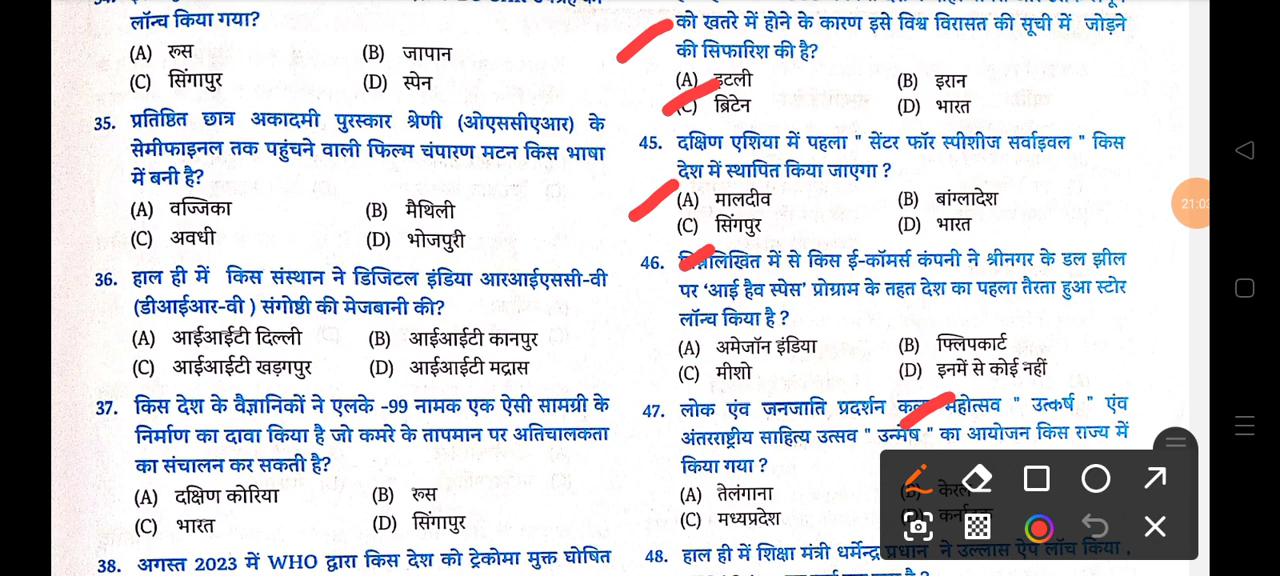 लॉन्च किया गया?
(A) रूस (B) जापान
(C) सिंगापुर (D) स्पेन
35. प्रतिष्ठित छात्र अकादमी पुरस्कार श्रेणी (ओएससीएआर) के
सेमीफाइनल तक पहुंचने वाली फिल्म चंपारण मटन किस भाषा
में बनी है?
(A) वज्जिका (B) मैथिली
(C) अवधी (D) भोजपुरी
36. हाल ही में किस संस्थान ने डिजिटल इंडिया आरआईएससी-वी
(डीआईआर-वी ) संगोष्ठी की मेजबानी की?
(A) आईआईटी दिल्ली (B) आईआईटी कानपुर
(C) आईआईटी खड़गपुर (D) आईआईटी मद्रास
37. किस देश के वैज्ञानिकों ने एलके -99 नामक एक ऐसी सामग्री के
निर्माण का दावा किया है जो कमरे के तापमान पर अतिचालकता
का संचालन कर सकती है?
(A) दक्षिण कोरिया (B) रूस
(C) भारत (D) सिंगापुर
38. अगस्त 2023 में WHO द्वारा किस देश को ट्रेकोमा मुक्त घोषित
को खतरे में होने के कारण इसे विश्व विरासत की सूची में जोड़ने
की सिफारिश की है?
(A) इटली (B) इरान
(C) ब्रिटेन (D) भारत
45. दक्षिण एशिया में पहला " सेंटर फॉर स्पीशीज सर्वाइवल " किस
देश में स्थापित किया जाएगा ?
(A) मालदीव (B) बांग्लादेश
(C) सिंगपुर (D) भारत
46. निम्नलिखित में से किस ई-कॉमर्स कंपनी ने श्रीनगर के डल झील
पर ‘आई हैव स्पेस’ प्रोग्राम के तहत देश का पहला तैरता हुआ स्टोर
लॉन्च किया है ?
(A) अमेजॉन इंडिया (B) फ्लिपकार्ट
(C) मीशो (D) इनमें से कोई नहीं
47. लोक एंव जनजाति प्रदर्शन कला महोत्सव " उत्कर्ष " एंव
अंतरराष्ट्रीय साहित्य उत्सव " उन्मेष " का आयोजन किस राज्य में
किया गया ?
(A) तेलंगाना (B) केरल
(C) मध्यप्रदेश
48. हाल ही में शिक्षा मंत्री धर्मेन्द्र प्रधान ने उल्लास ऐप लॉच किया ,
21:03